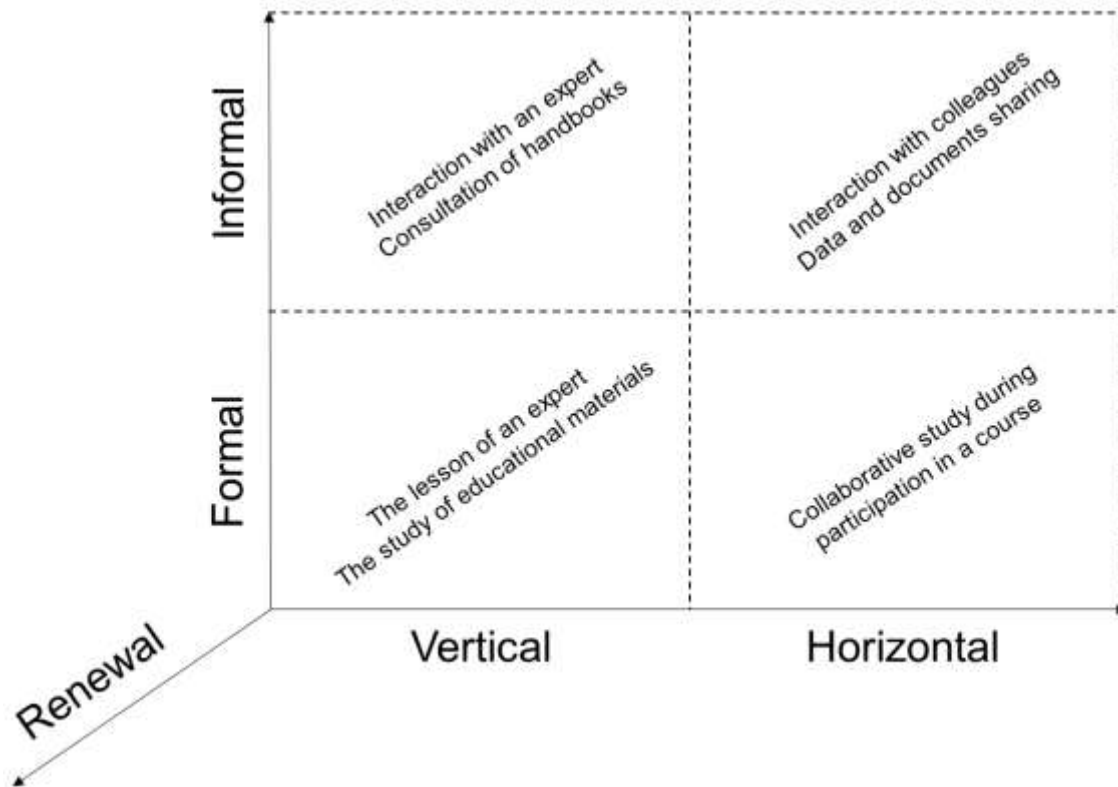 Informal
Interaction with an expert
Consultation of handbooks
Interaction with colleagues
Data and documents sharing
Formal
The lesson of an expert
The study of educational materials
Collaborative study during
participation in a course
Vertical
Horizontal
Renewal